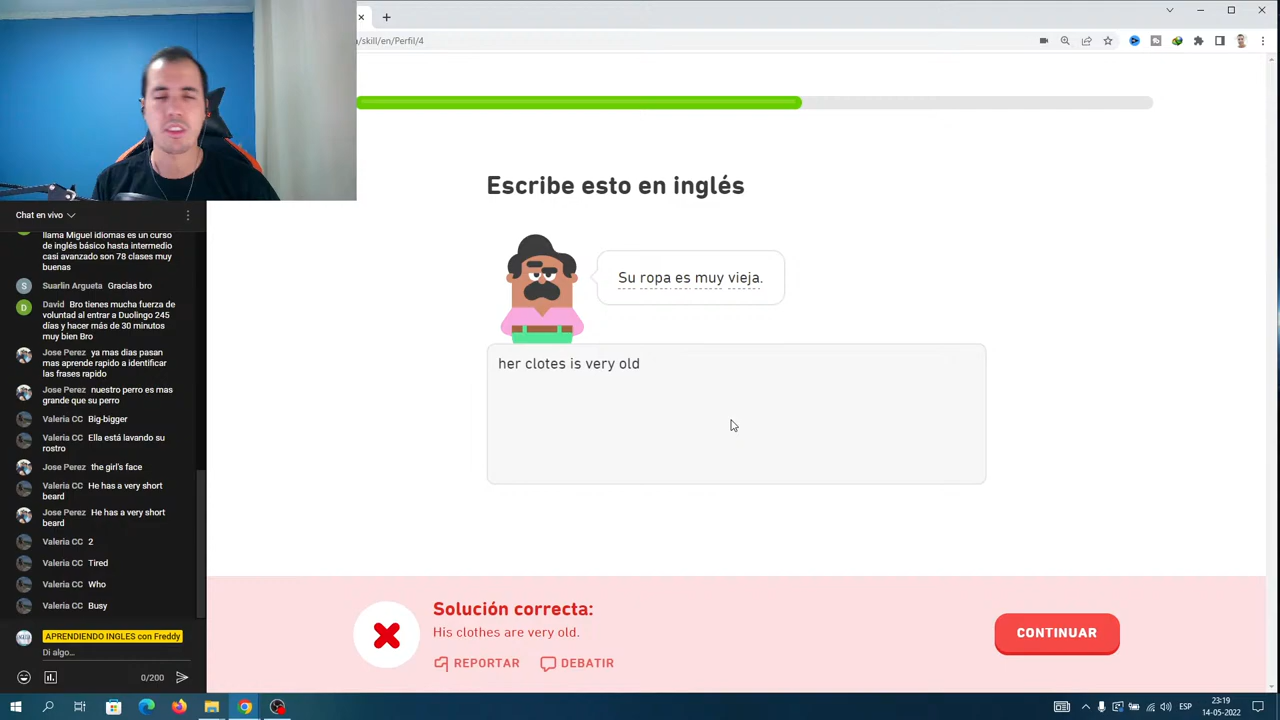 /skill/en/Perfil/4
Escribe esto en inglés
Su ropa es muy vieja.
her clotes is very old
Solución correcta:
His clothes are very old.
REPORTAR
DEBATIR
CONTINUAR
Chat en vivo
llama Miguel idiomas es un curso
de inglés básico hasta intermedio
casi avanzado son 78 clases muy
buenas
S Suarlin Argueta Gracias bro
D David Bro tienes mucha fuerza de
voluntad al entrar a Duolingo 245
días y hacer más de 30 minutos
muy bien Bro
Jose Perez ya mas dias pasan
mas aprende rapido a identificar
las frases rapido
Jose Perez nuestro perro es mas
grande que su perro
Valeria CC Big-bigger
Valeria CC Ella está lavando su
rostro
Jose Perez the girl's face
Valeria CC He has a very short
beard
Jose Perez He has a very short
beard
Valeria CC 2
Valeria CC Tired
Valeria CC Who
Valeria CC Busy
APRENDIENDO INGLES con Freddy
Di algo...
0/200
ESP
23:19
14-05-2022